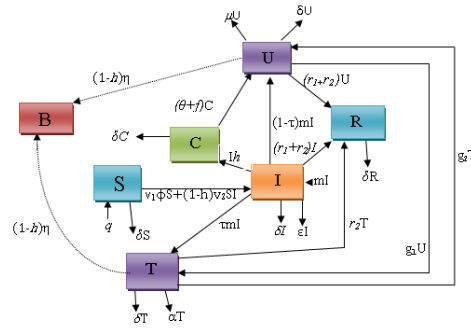 μU
δU
U
(1-h)η
(θ+f)C
(r₁₊r₂)U
B
R
δC
C
(1-τ)mI
(r₁+r₂)I
g₂T
Ih
S
v₁ϕS+(1-h)v₂SI
I
mI
δR
q
δS
τmI
δI
εI
r₂T
(1-h)η
g₁U
T
δT
αT